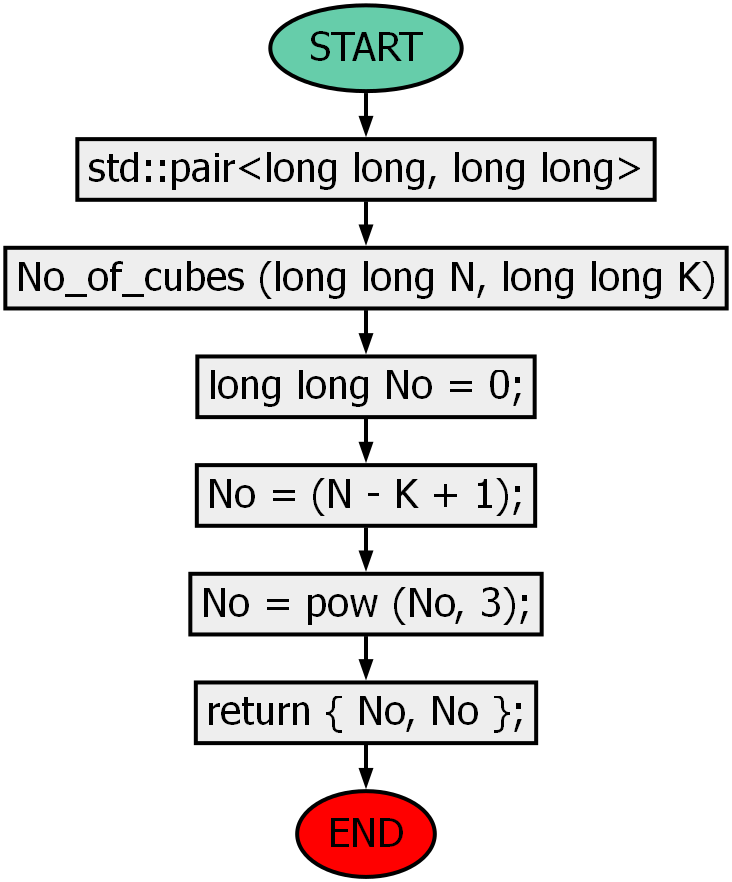 START
std::pair<long long, long long>
No_of_cubes (long long N, long long K)
long long No = 0;
No = (N - K + 1);
No = pow (No, 3);
return { No, No };
END